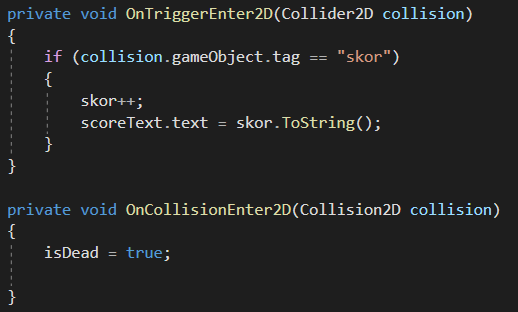 private void OnTriggerEnter2D(Collider2D collision)
{
if (collision.gameObject.tag == "skor")
{
skor++;
scoreText.text = skor.ToString();
}
}
private void OnCollisionEnter2D(Collision2D collision)
{
isDead = true;
}